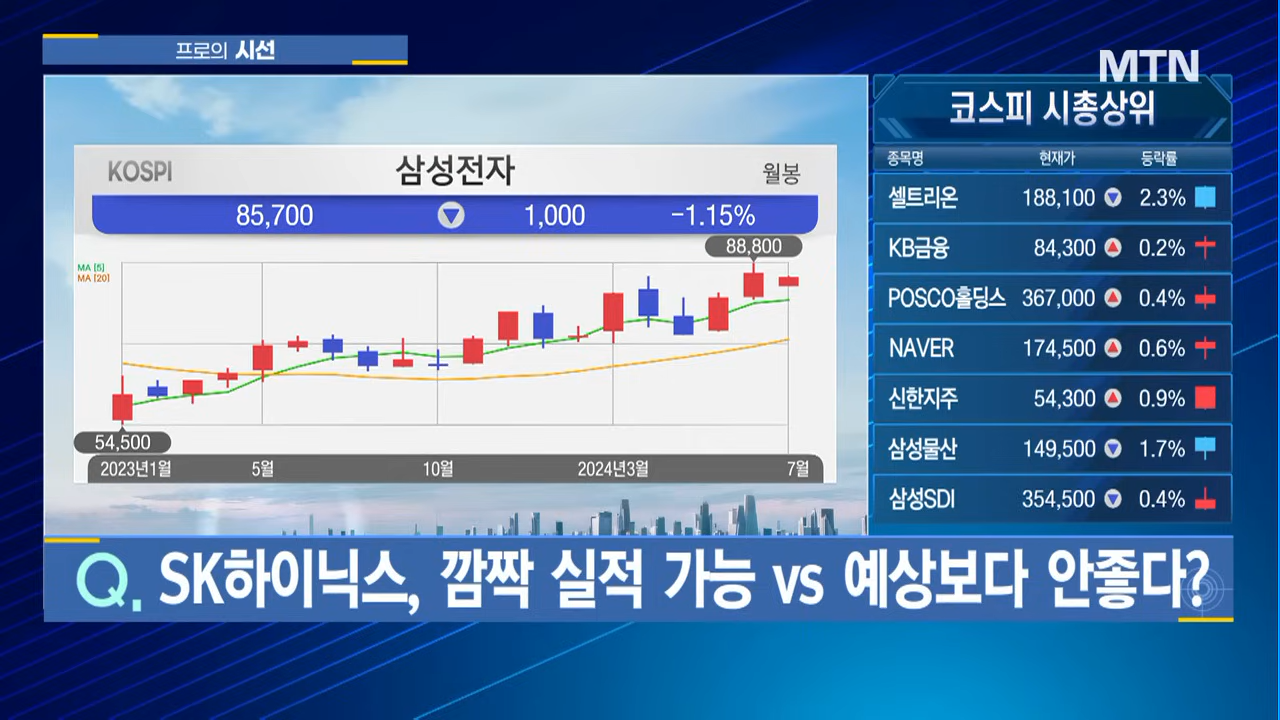 프로의 시선
MTN
KOSPI 삼성전자 월봉
85,700 ▼ 1,000 -1.15%
88,800
MA [5]
MA [20]
54,500
2023년1월 5월 10월 2024년3월 7월
코스피 시총상위
종목명 현재가 등락률
셀트리온 188,100 ▼ 2.3%
KB금융 84,300 ▲ 0.2%
POSCO홀딩스 367,000 ▲ 0.4%
NAVER 174,500 ▲ 0.6%
신한지주 54,300 ▲ 0.9%
삼성물산 149,500 ▼ 1.7%
삼성SDI 354,500 ▼ 0.4%
Q. SK하이닉스, 깜짝 실적 가능 vs 예상보다 안좋다?